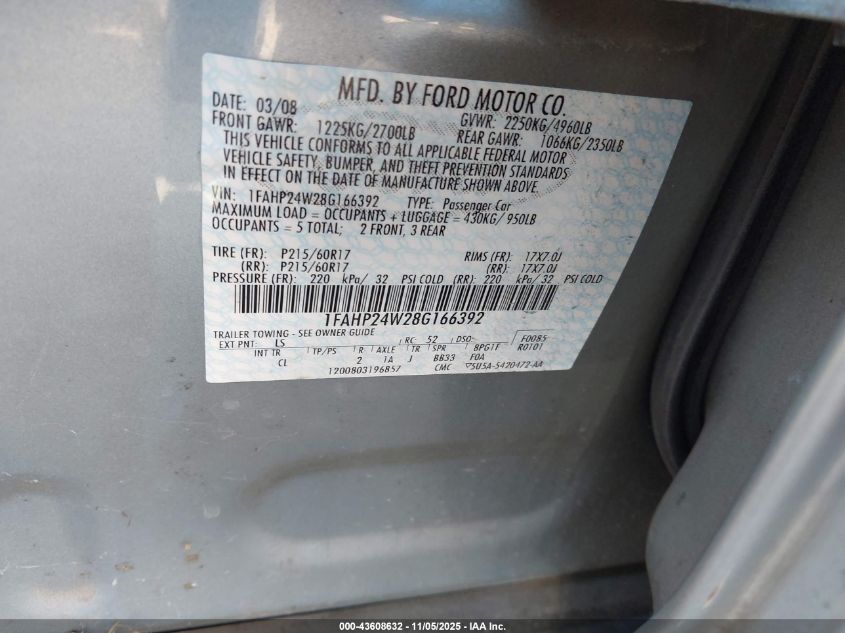 MFD. BY FORD MOTOR CO.
DATE: 03/08 GVWR: 2250KG/4960LB
FRONT GAWR: 1225KG/2700LB REAR GAWR: 1066KG/2350LB
THIS VEHICLE CONFORMS TO ALL APPLICABLE FEDERAL MOTOR
VEHICLE SAFETY, BUMPER, AND THEFT PREVENTION STANDARDS
IN EFFECT ON THE DATE OF MANUFACTURE SHOWN ABOVE.
VIN: 1FAHP24W28G166392 TYPE: Passenger Car
MAXIMUM LOAD = OCCUPANTS + LUGGAGE = 430KG/ 950LB
OCCUPANTS = 5 TOTAL; 2 FRONT, 3 REAR
TIRE (FR): P215/60R17 RIMS (FR): 17X7.0J
(RR): P215/60R17 (RR): 17X7.0J
PRESSURE (FR): 220 kPa/ 32 PSI COLD (RR): 220 kPa/ 32 PSI COLD
1FAHP24W28G166392
TRAILER TOWING - SEE OWNER GUIDE
EXT PNT: LS RC: 52 DSO: F0085
INT TR TP/PS R AXLE TR SPR BPG1F R0T01
CL 2 1A J BB33 F0A
1200803196857 CMC 5U5A-5420472-AA
000-43608632 - 11/05/2025 - IAA Inc.